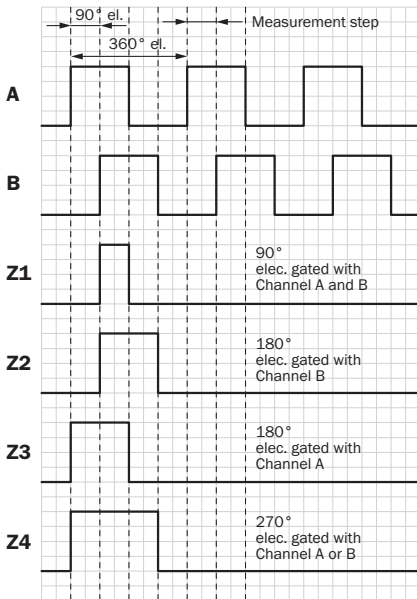 90° el.
Measurement step
360° el.
A
B
Z1
90°
elec. gated with
Channel A and B
Z2
180°
elec. gated with
Channel B
Z3
180°
elec. gated with
Channel A
Z4
270°
elec. gated with
Channel A or B